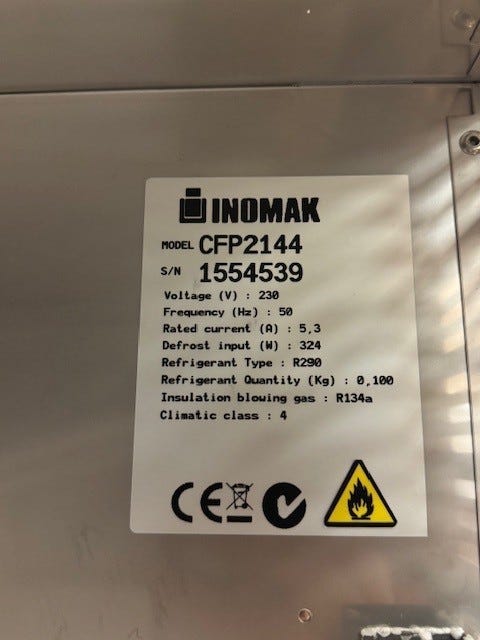 INOMAK
MODEL CFP2144
S/N 1554539
Voltage (V) : 230
Frequency (Hz) : 50
Rated current (A) : 5,3
Defrost input (W) : 324
Refrigerant Type : R290
Refrigerant Quantity (Kg) : 0,100
Insulation blowing gas : R134a
Climatic class : 4
CE